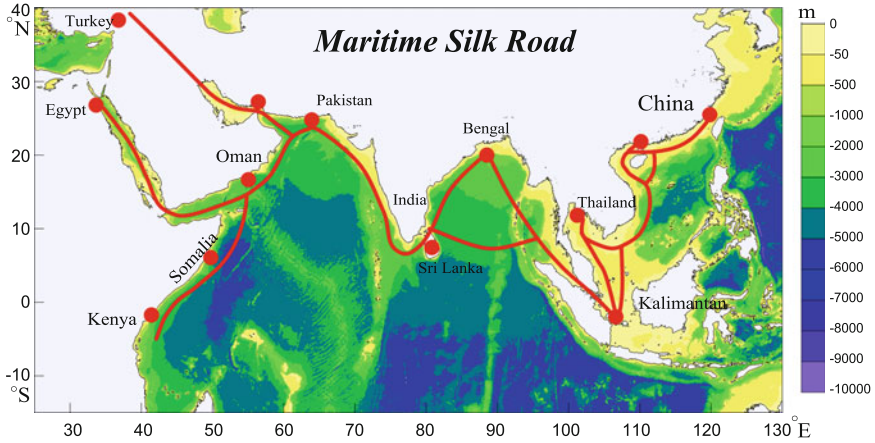 Maritime Silk Road
m
40
°N
30
20
10
0
-10
°S
Turkey
Egypt
Oman
Pakistan
Bengal
China
India
Thailand
Somalia
Sri Lanka
Kenya
Kalimantan
0
-50
-500
-1000
-2000
-3000
-4000
-5000
-6000
-7000
-8000
-9000
-10000
30 40 50 60 70 80 90 100 110 120 130
°E